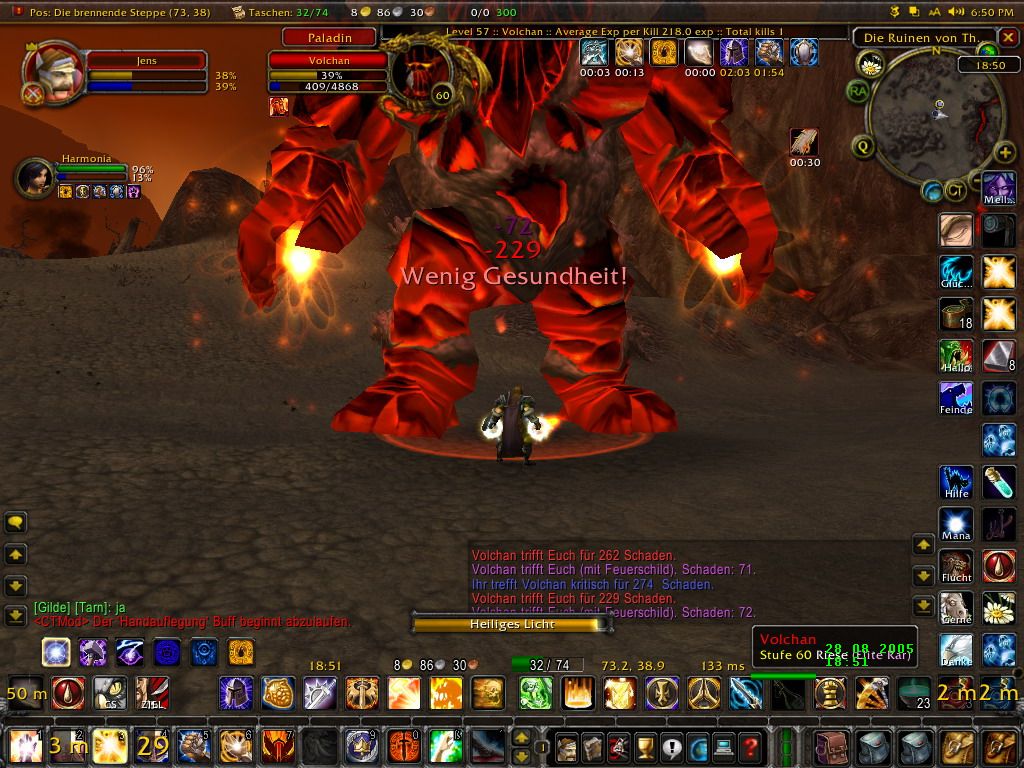 Pos: Die brennende Steppe (73, 38)
Taschen: 32/74
8 86 30
0/0 300
6:50 PM
Level 57 :: Volchan :: Average Exp per Kill 218.0 exp :: Total kills 1
Paladin
Die Ruinen von Th.
18:50
Jens
38%
39%
Volchan
39%
409/4868
60
00:03 00:13 00:00 02:03 01:54
RA
Q
CT
00:30
Harmonia
96%
13%
Mell..
-72
-229
Wenig Gesundheit!
Glüc...
18
Hallo
8
Feinde
Hilfe
Mana
Flucht
Gerne
Danke
Volchan trifft Euch für 262 Schaden.
Volchan trifft Euch (mit Feuerschild). Schaden: 71.
Ihr trefft Volchan kritisch für 274 Schaden.
Volchan trifft Euch für 229 Schaden.
Volchan trifft Euch (mit Feuerschild). Schaden: 72.
[Gilde] [Tarn]: ja
<CTMod> Der 'Handauflegung' Buff beginnt abzulaufen.
Heiliges Licht
Volchan
Stufe 60 Riese (Elite Rar)
28.08.2005
18:51
18:51
8 86 30
32 / 74
73.2, 38.9
133 ms
50 m
23
2 m
2 m
3 m
29